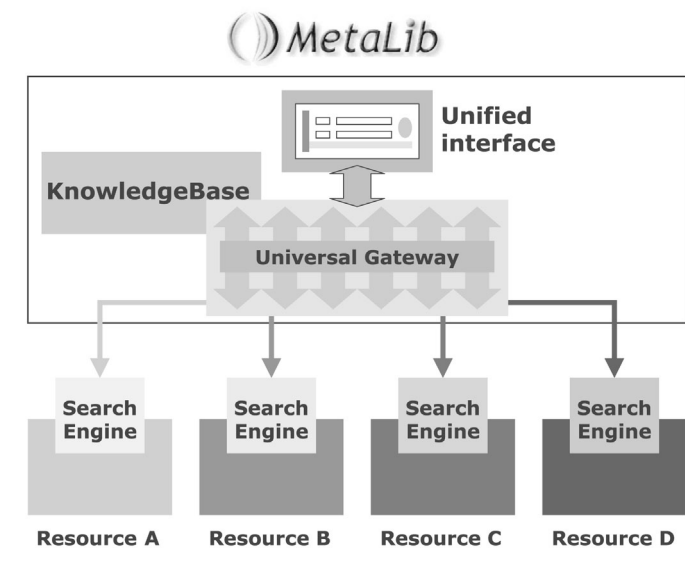 MetaLib
Unified
interface
KnowledgeBase
Universal Gateway
Search
Engine
Search
Engine
Search
Engine
Search
Engine
Resource A
Resource B
Resource C
Resource D